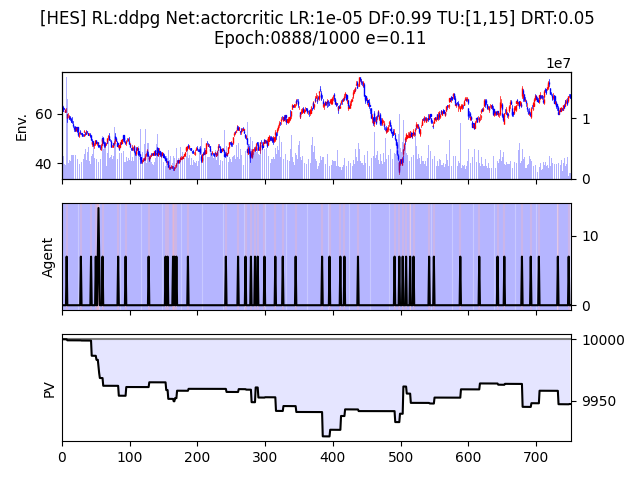 [HES] RL:ddpg Net:actorcritic LR:1e-05 DF:0.99 TU:[1,15] DRT:0.05
Epoch:0888/1000 e=0.11
1e7
Env.
60
40
1
0
Agent
10
0
PV
10000
9950
0 100 200 300 400 500 600 700